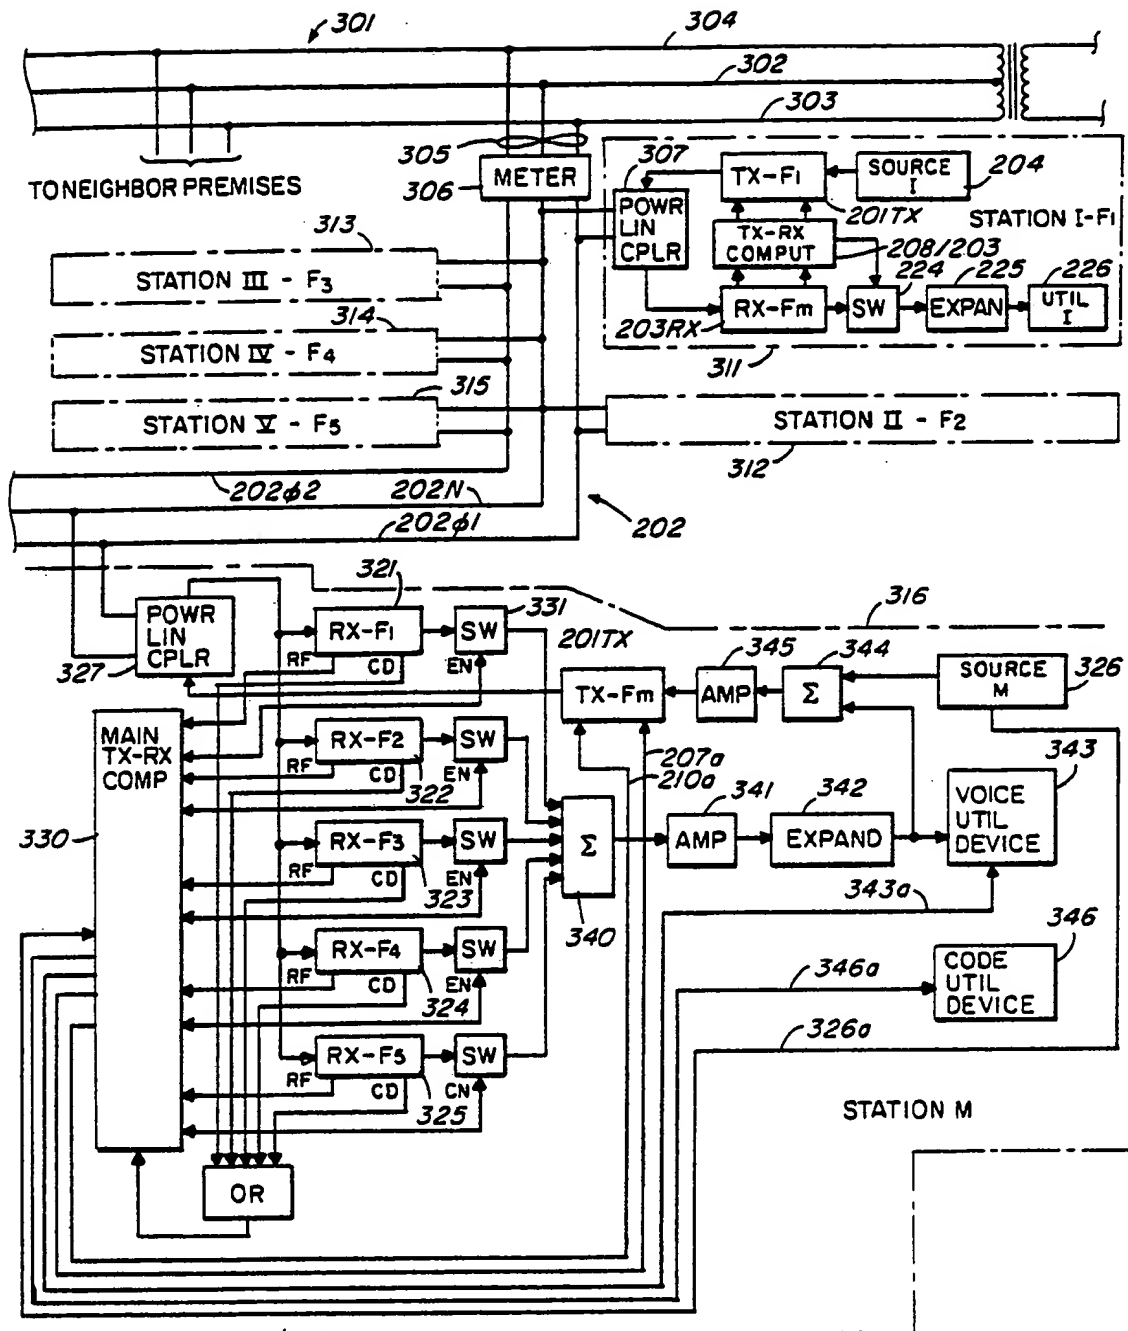 301
304
302
303
305
306
METER
TO NEIGHBOR PREMISES
307
POWR
LIN
CPLR
TX-F1
SOURCE
I
204
201TX
STATION I-F1
TX-RX
COMPUT
208/203
224
225
226
RX-Fm
SW
EXPAN
UTIL
I
203RX
311
313
STATION III - F3
314
STATION IV - F4
315
STATION V - F5
STATION II - F2
312
202ϕ2
202N
202ϕ1
202
316
POWR
LIN
CPLR
327
321
RX-F1
RF
CD
331
SW
EN
201TX
TX-Fm
345
AMP
344
Σ
SOURCE
M
326
MAIN
TX-RX
COMP
330
RX-F2
RF
CD
322
SW
EN
207a
210a
341
AMP
342
EXPAND
343
VOICE
UTIL
DEVICE
RX-F3
RF
CD
323
SW
EN
Σ
340
343a
RX-F4
RF
CD
324
SW
EN
346a
346
CODE
UTIL
DEVICE
326a
RX-F5
RF
CD
325
SW
CN
STATION M
OR